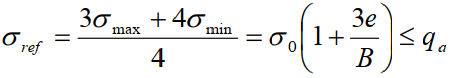 σ_ref = (3σ_max + 4σ_min)/4 = σ_0(1 + 3e/B) ≤ q_a